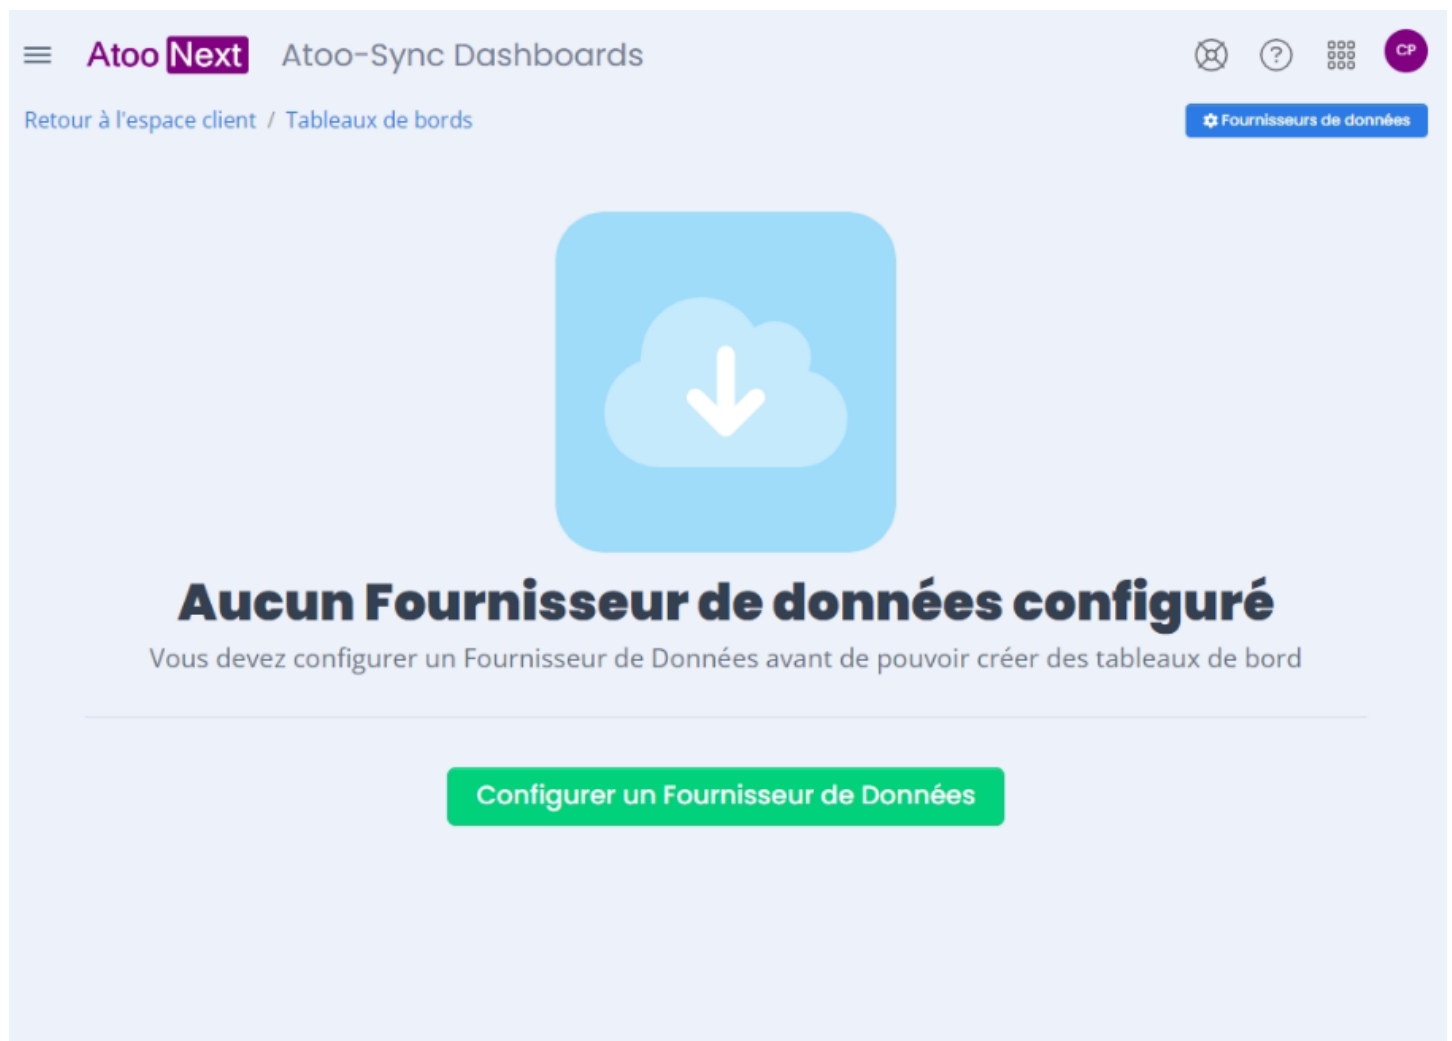 Atoo Next Atoo-Sync Dashboards CP
Retour à l'espace client / Tableaux de bords Fournisseurs de données
Aucun Fournisseur de données configuré
Vous devez configurer un Fournisseur de Données avant de pouvoir créer des tableaux de bord
Configurer un Fournisseur de Données